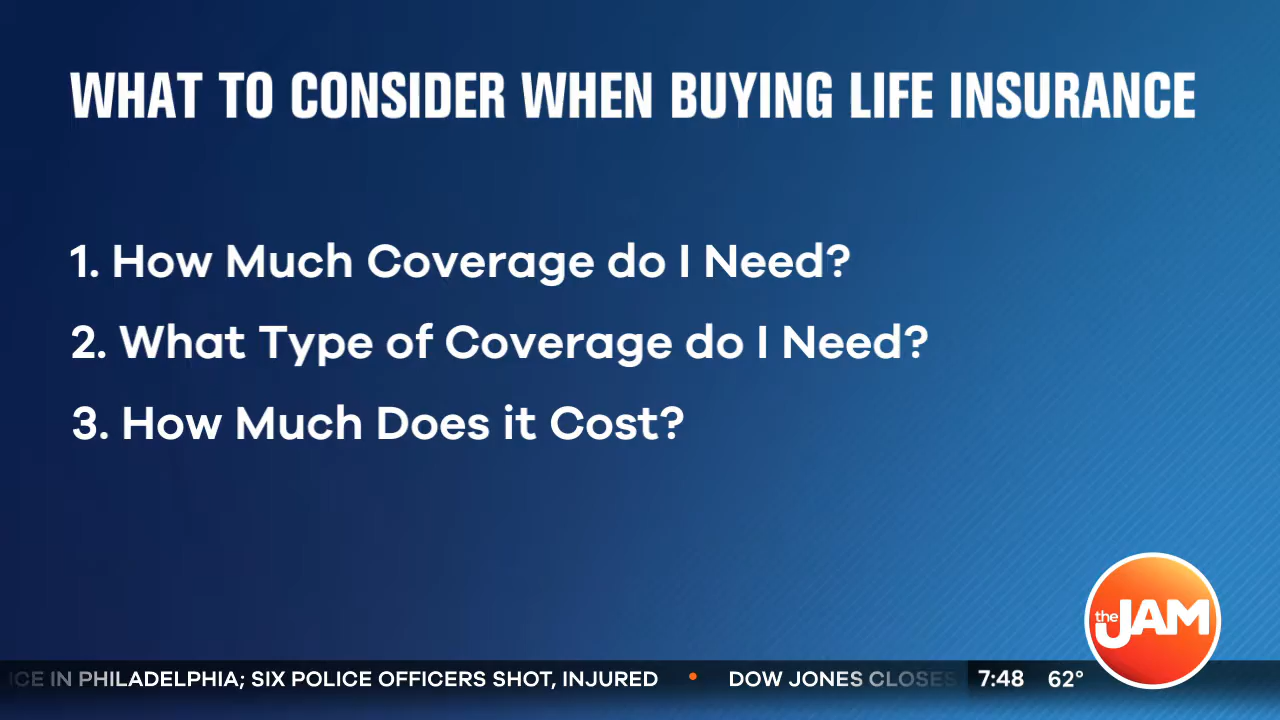 WHAT TO CONSIDER WHEN BUYING LIFE INSURANCE
1. How Much Coverage do I Need?
2. What Type of Coverage do I Need?
3. How Much Does it Cost?
the JAM
IN PHILADELPHIA; SIX POLICE OFFICERS SHOT, INJURED • DOW JONES CLOSES 7:48 62°